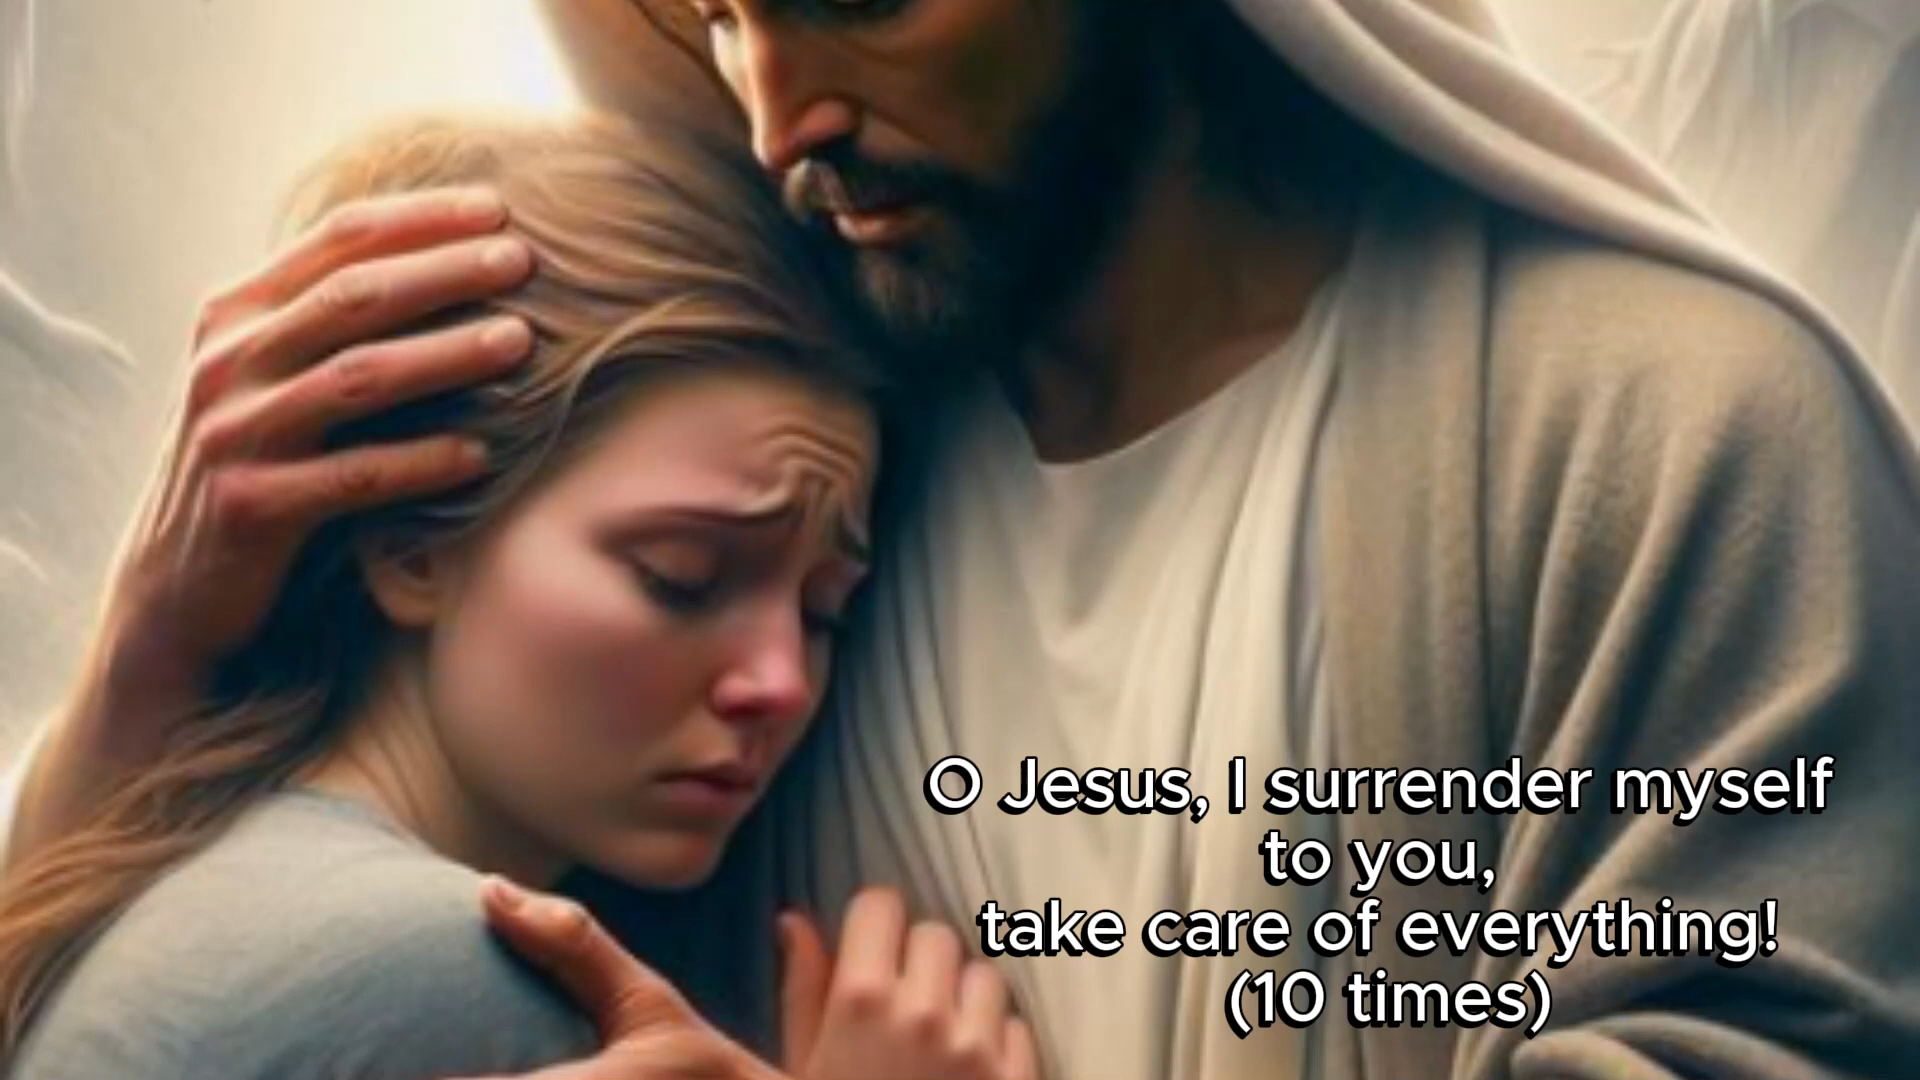 O Jesus, I surrender myself
to you,
take care of everything!
(10 times)